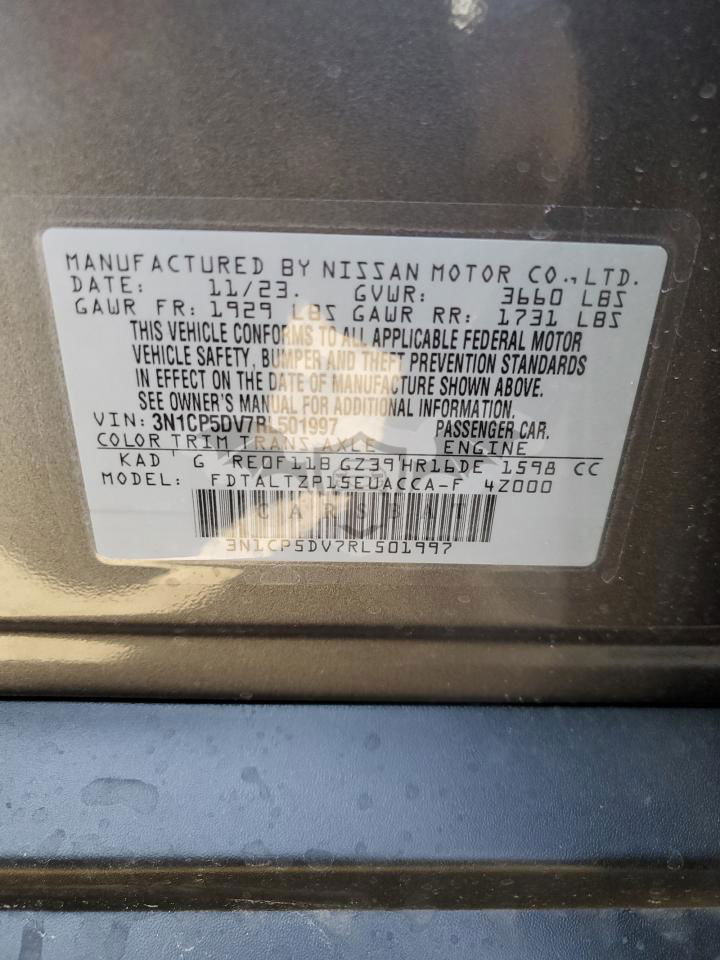 MANUFACTURED BY NISSAN MOTOR CO., LTD.
DATE: 11/23. GVWR: 3660 LBS
GAWR FR: 1929 LBS GAWR RR: 1731 LBS
THIS VEHICLE CONFORMS TO ALL APPLICABLE FEDERAL MOTOR
VEHICLE SAFETY, BUMPER AND THEFT PREVENTION STANDARDS
IN EFFECT ON THE DATE OF MANUFACTURE SHOWN ABOVE.
SEE OWNER'S MANUAL FOR ADDITIONAL INFORMATION
VIN: 3N1CP5DV7RL501997 PASSENGER CAR.
COLOR TRIM TRANS AXLE ENGINE
KAD ' G RE0F11B GZ39 HR16DE 1598 CC
MODEL: FDTALTZP15EUACCA-F 4Z000
CARSBAT
3N1CP5DV7RL501997